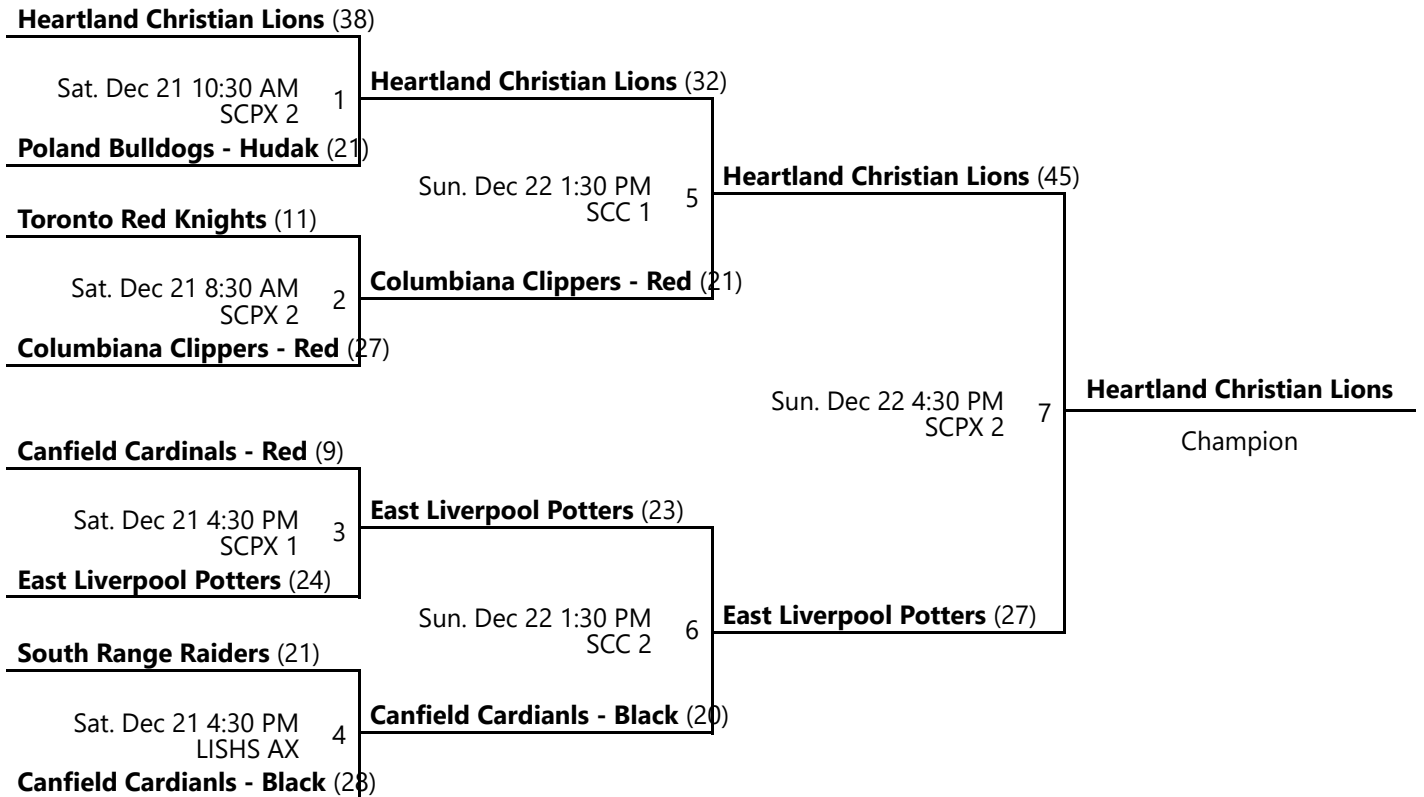 Heartland Christian Lions (38)
Sat. Dec 21 10:30 AM
SCPX 2
1
Poland Bulldogs - Hudak (21)
Toronto Red Knights (11)
Sat. Dec 21 8:30 AM
SCPX 2
2
Columbiana Clippers - Red (27)
Canfield Cardinals - Red (9)
Sat. Dec 21 4:30 PM
SCPX 1
3
East Liverpool Potters (24)
South Range Raiders (21)
Sat. Dec 21 4:30 PM
LISHS AX
4
Canfield Cardianls - Black (28)
Heartland Christian Lions (32)
Sun. Dec 22 1:30 PM
SCC 1
5
Columbiana Clippers - Red (21)
East Liverpool Potters (23)
Sun. Dec 22 1:30 PM
SCC 2
6
Canfield Cardianls - Black (20)
Heartland Christian Lions (45)
Sun. Dec 22 4:30 PM
SCPX 2
7
East Liverpool Potters (27)
Heartland Christian Lions
Champion